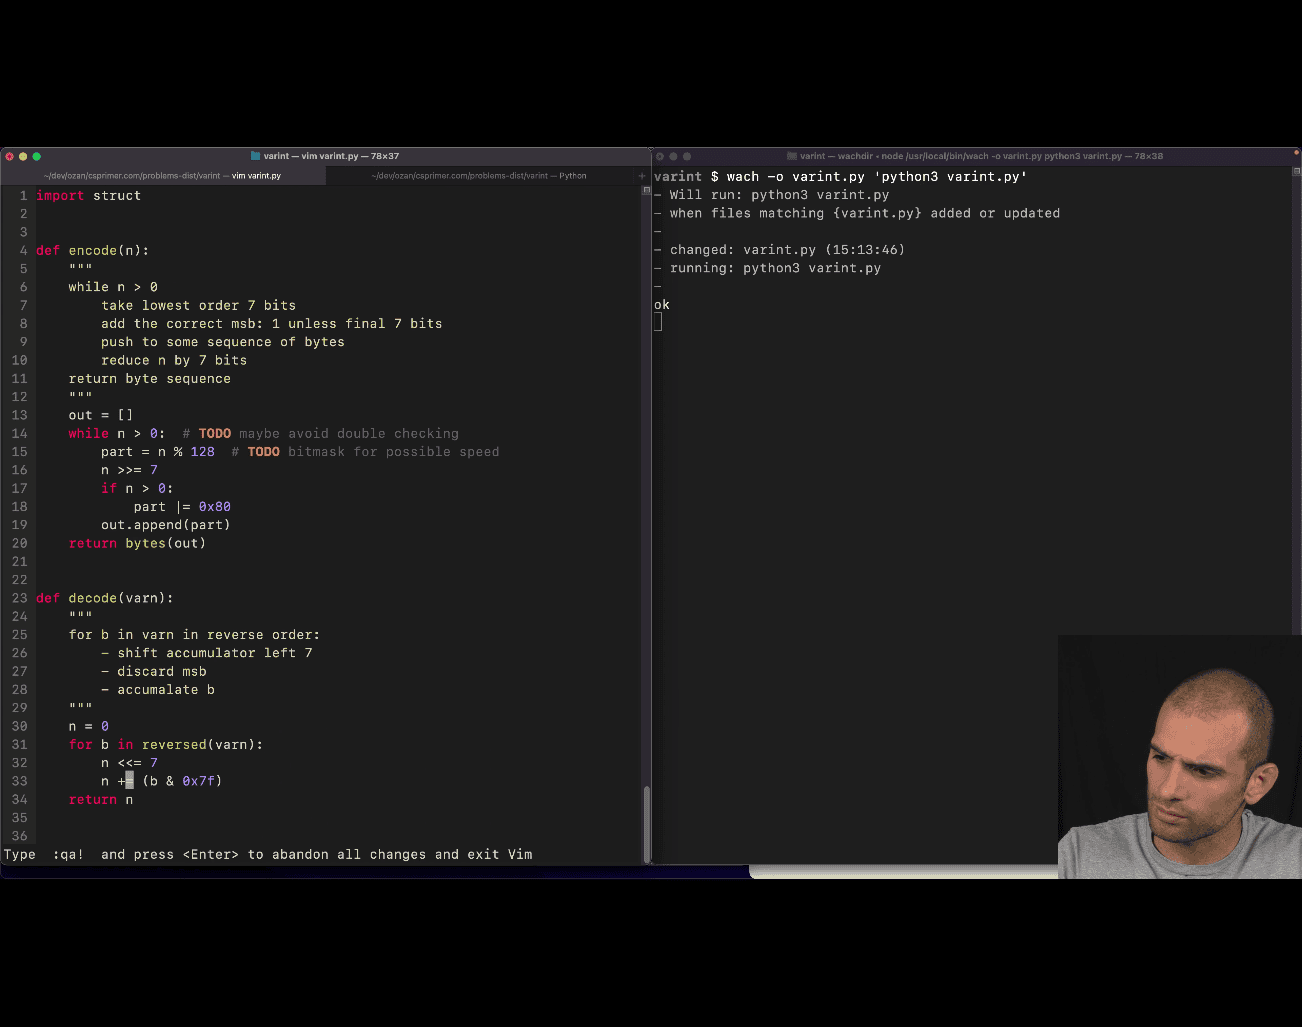 varint — vim varint.py — 78×37
~/dev/ozan/csprimer.com/problems-dist/varint — vim varint.py
~/dev/ozan/csprimer.com/problems-dist/varint — Python
+
1 import struct
2
3
4 def encode(n):
5     """
6     while n > 0
7         take lowest order 7 bits
8         add the correct msb: 1 unless final 7 bits
9         push to some sequence of bytes
10         reduce n by 7 bits
11     return byte sequence
12     """
13     out = []
14     while n > 0:  # TODO maybe avoid double checking
15         part = n % 128  # TODO bitmask for possible speed
16         n >>= 7
17         if n > 0:
18             part |= 0x80
19         out.append(part)
20     return bytes(out)
21
22
23 def decode(varn):
24     """
25     for b in varn in reverse order:
26         - shift accumulator left 7
27         - discard msb
28         - accumalate b
29     """
30     n = 0
31     for b in reversed(varn):
32         n <<= 7
33         n += (b & 0x7f)
34     return n
35
36
Type  :qa!  and press <Enter> to abandon all changes and exit Vim
varint — wachdir • node /usr/local/bin/wach -o varint.py python3 varint.py — 78×38
varint $ wach -o varint.py 'python3 varint.py'
- Will run: python3 varint.py
- when files matching {varint.py} added or updated
-
- changed: varint.py (15:13:46)
- running: python3 varint.py
-
ok